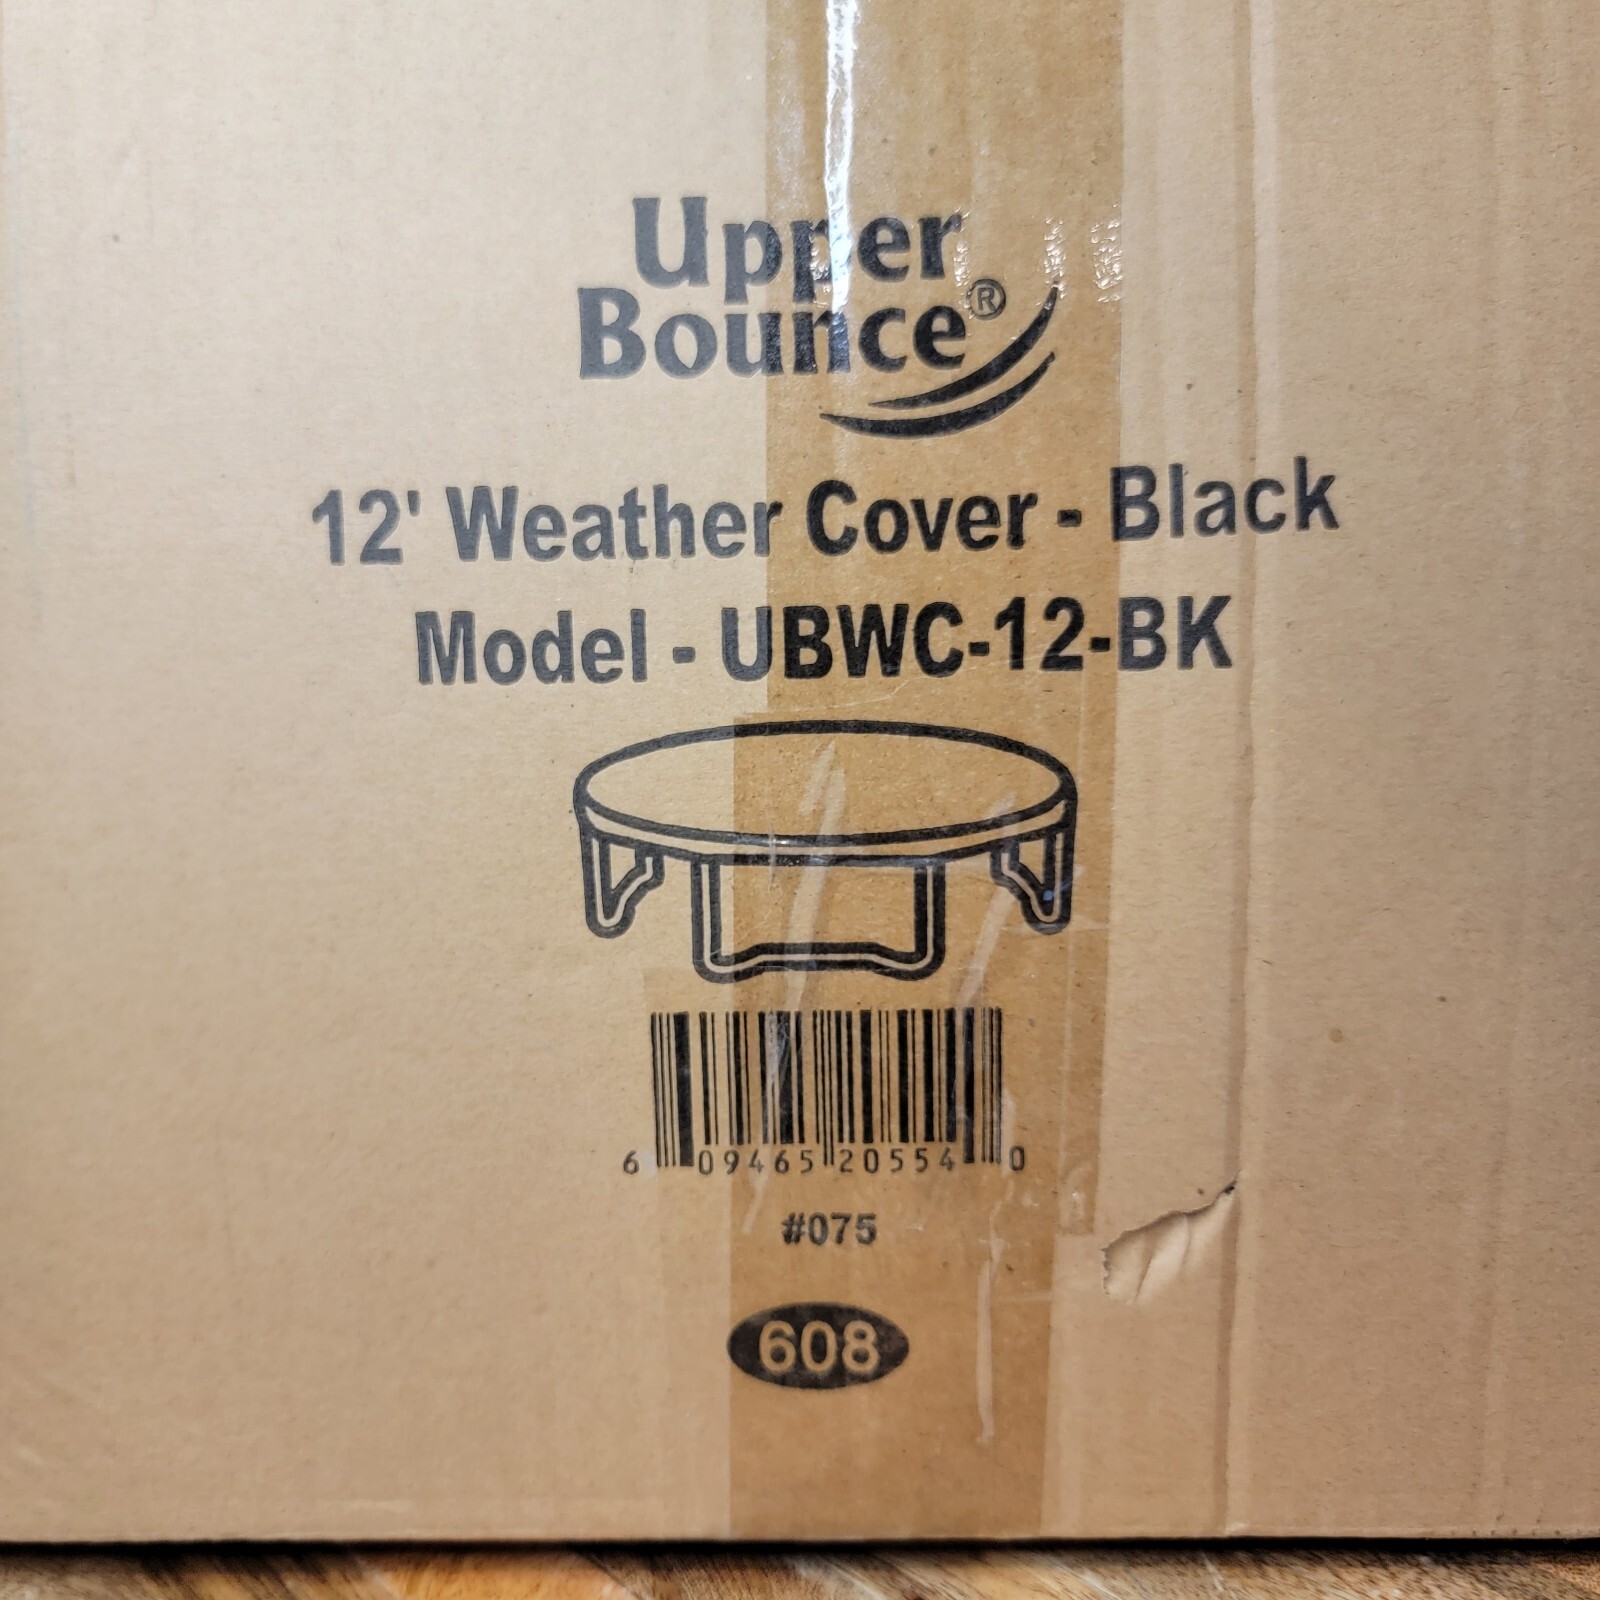 Upper
Bounce®
12' Weather Cover - Black
Model - UBWC-12-BK
6 09465 20554 0
#075
608